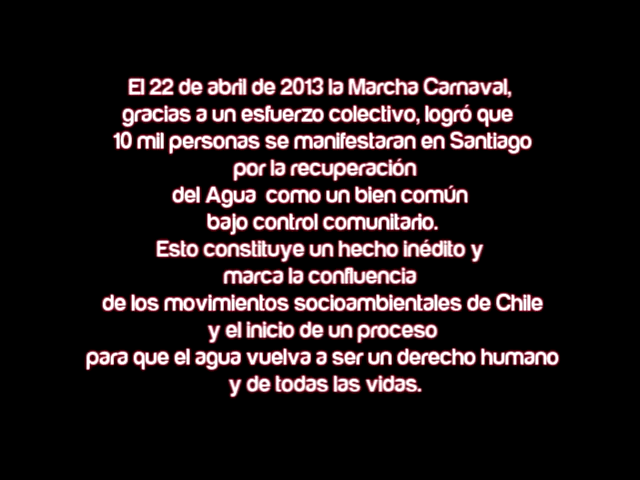 El 22 de abril de 2013 la Marcha Carnaval,
gracias a un esfuerzo colectivo, logró que
10 mil personas se manifestaran en Santiago
por la recuperación
del Agua como un bien común
bajo control comunitario.
Esto constituye un hecho inédito y
marca la confluencia
de los movimientos socioambientales de Chile
y el inicio de un proceso
para que el agua vuelva a ser un derecho humano
y de todas las vidas.